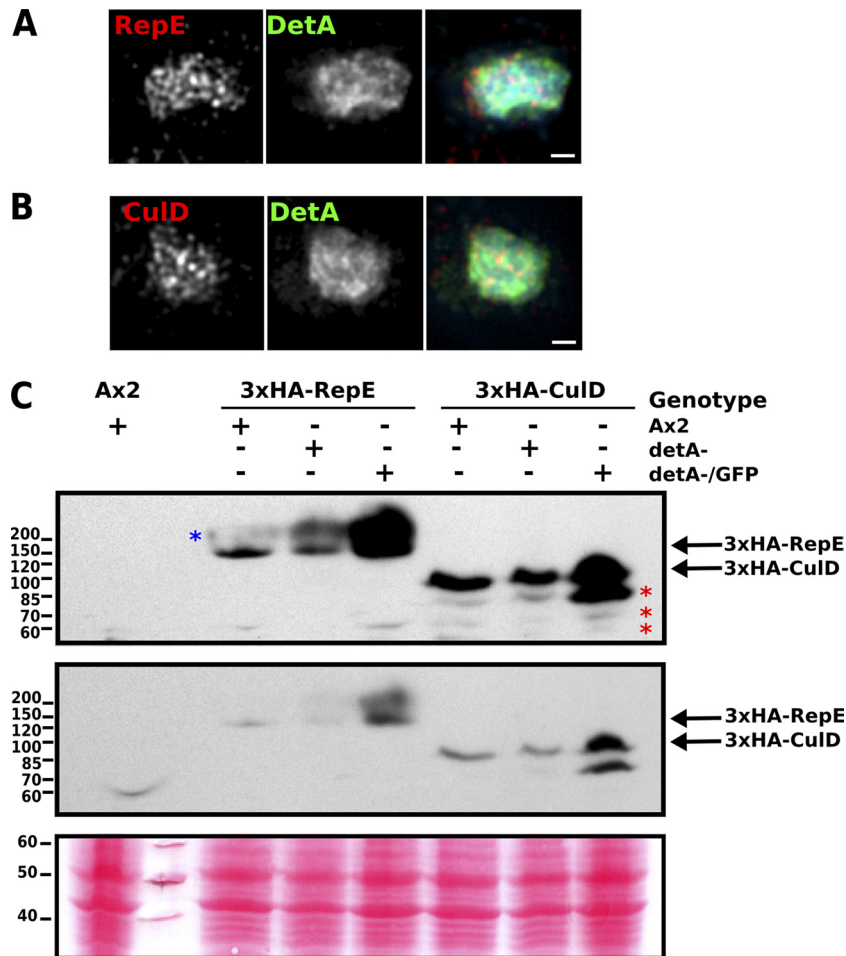 A
RepE DetA
B
CulD DetA
C
Ax2 3xHA-RepE 3xHA-CulD Genotype
+ + - - + - - Ax2
- + - - + - detA-
- - + - - + detA-/GFP
200
*
150
3xHA-RepE
120
3xHA-CulD
100
85 *
70 *
60 *
200
150 3xHA-RepE
120
100 3xHA-CulD
85
70
60
60
50
40